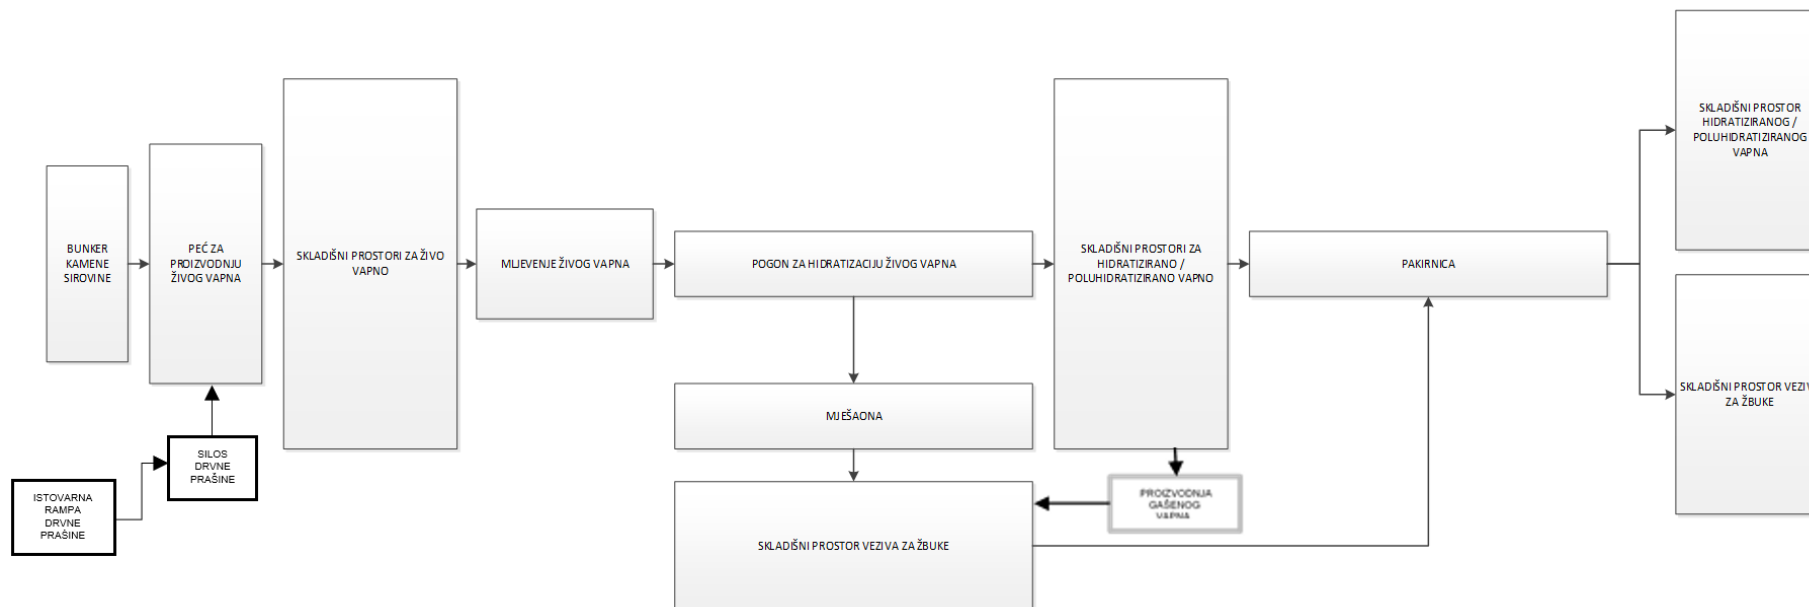 BUNKER
KAMENE
SIROVINE
PEĆ ZA
PROIZVODNJU
ŽIVOG VAPNA
SKLADIŠNI PROSTORI ZA ŽIVO
VAPNO
MLJEVENJE ŽIVOG VAPNA
POGON ZA HIDRATIZACIJU ŽIVOG VAPNA
SKLADIŠNI PROSTORI ZA
HIDRATIZIRANO /
POLUHIDRATIZIRANO VAPNO
PAKIRNICA
SKLADIŠNI PROSTOR
HIDRATIZIRANOG /
POLUHIDRATIZIRANOG
VAPNA
SKLADIŠNI PROSTOR
ZA ŽBUKE
MJEŠAONA
SILOS
DRVNE
PRAŠINE
ISTOVARNA
RAMPA
DRVNE
PRAŠINE
PROIZVODNJA
GAŠENOG
VAPNA
SKLADIŠNI PROSTOR VEZIVA ZA ŽBUKE